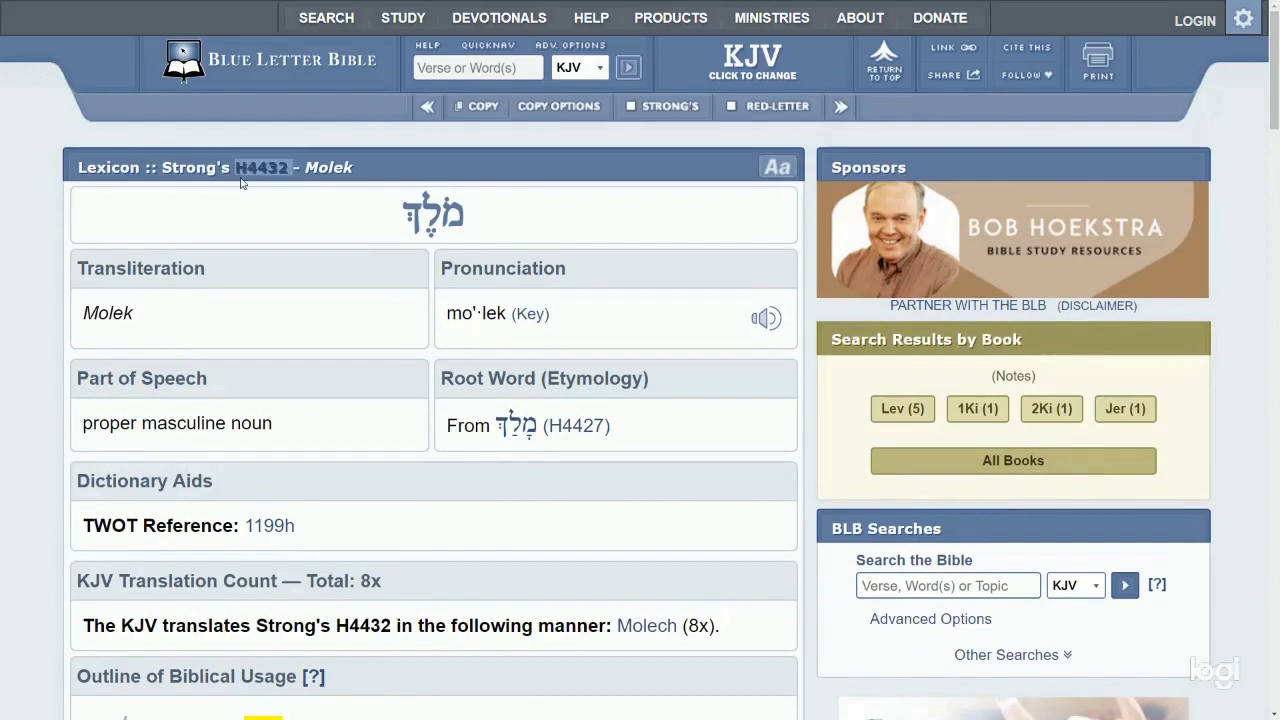 SEARCH STUDY DEVOTIONALS HELP PRODUCTS MINISTRIES ABOUT DONATE LOGIN
BLUE LETTER BIBLE
HELP QUICKNAV ADV. OPTIONS
Verse or Word(s) KJV
KJV
CLICK TO CHANGE
RETURN
TO TOP
LINK CITE THIS
SHARE FOLLOW
PRINT
COPY COPY OPTIONS STRONG'S RED-LETTER
Lexicon :: Strong's H4432 - Molek
Aa
מֹלֶךְ
Transliteration
Molek
Pronunciation
mo'·lek (Key)
Part of Speech
proper masculine noun
Root Word (Etymology)
From מָלַךְ (H4427)
Dictionary Aids
TWOT Reference: 1199h
KJV Translation Count — Total: 8x
The KJV translates Strong's H4432 in the following manner: Molech (8x).
Outline of Biblical Usage [?]
Sponsors
BOB HOEKSTRA
BIBLE STUDY RESOURCES
PARTNER WITH THE BLB (DISCLAIMER)
Search Results by Book
(Notes)
Lev (5) 1Ki (1) 2Ki (1) Jer (1)
All Books
BLB Searches
Search the Bible
Verse, Word(s) or Topic KJV [?]
Advanced Options
Other Searches
logi